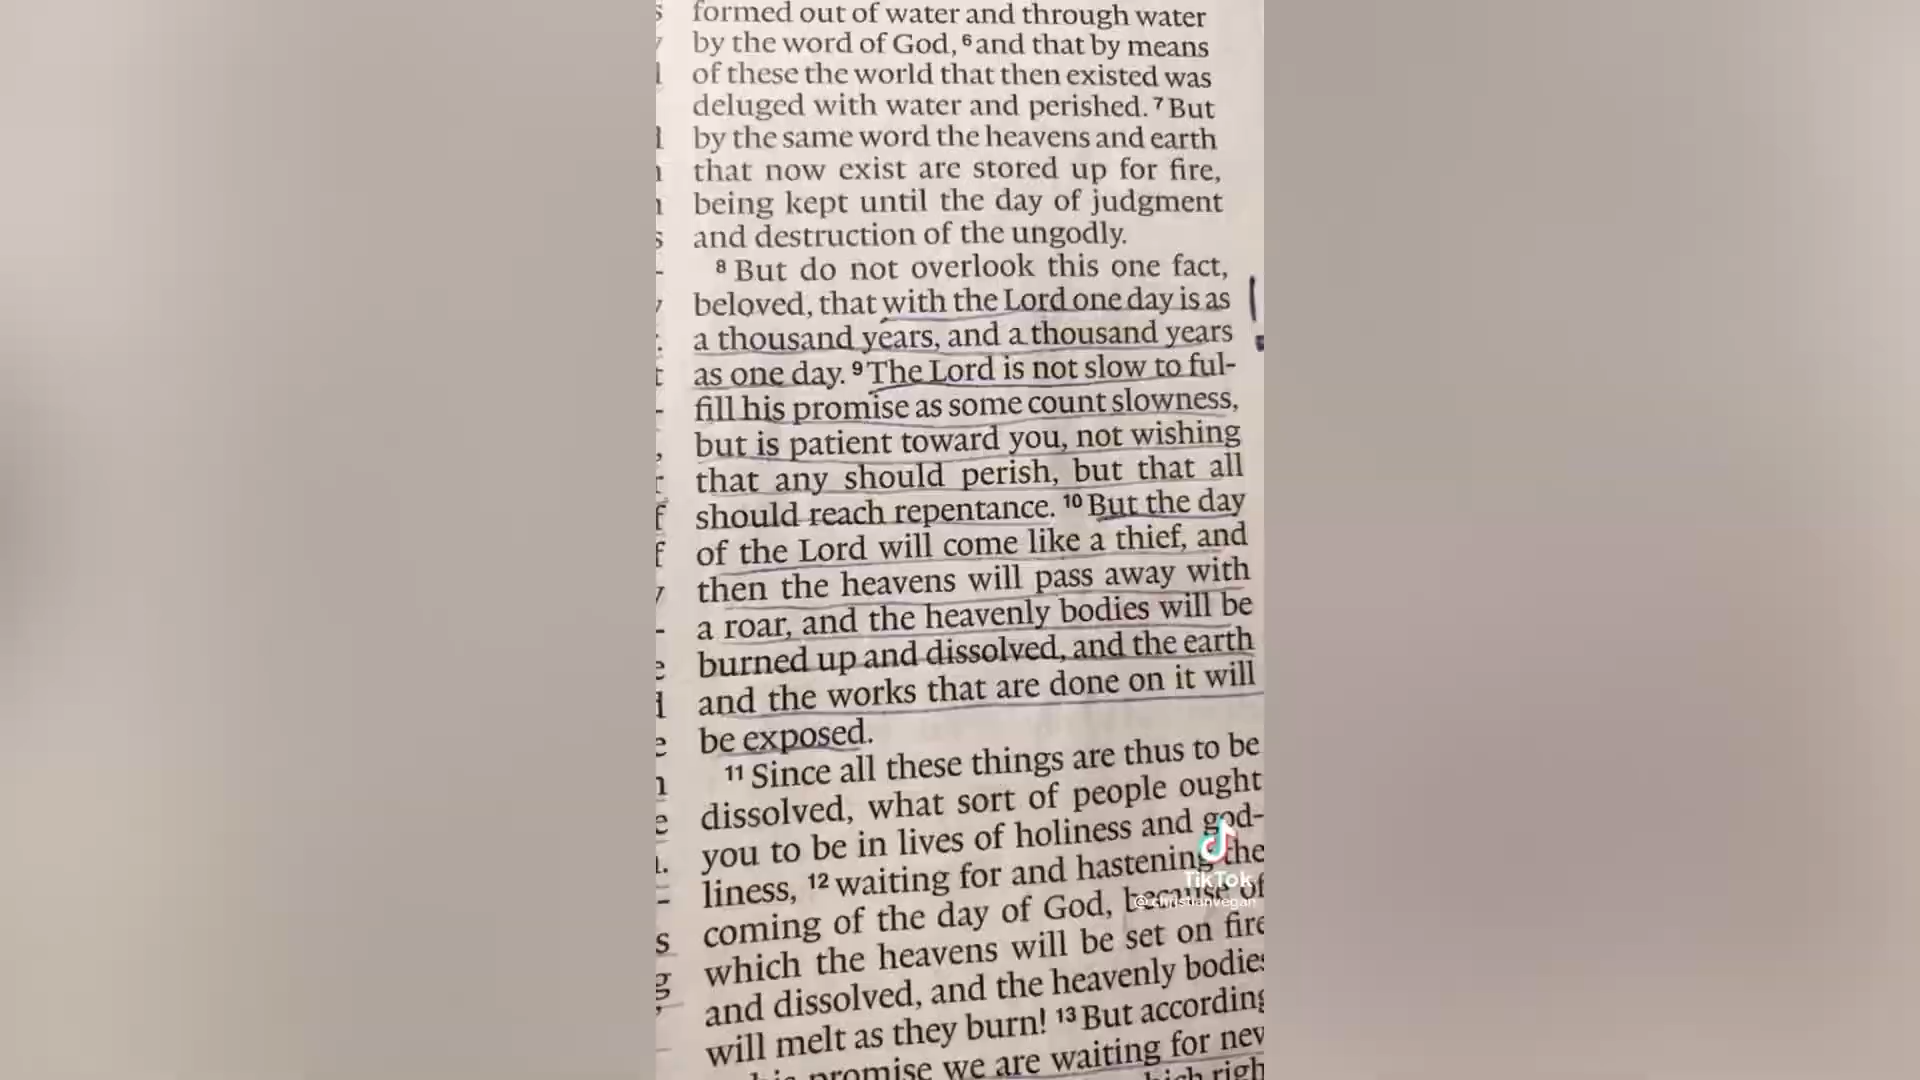 formed out of water and through water
by the word of God, 6 and that by means
of these the world that then existed was
deluged with water and perished. 7 But
by the same word the heavens and earth
that now exist are stored up for fire,
being kept until the day of judgment
and destruction of the ungodly.
8 But do not overlook this one fact,
beloved, that with the Lord one day is as
a thousand years, and a thousand years
as one day. 9 The Lord is not slow to ful-
fill his promise as some count slowness,
but is patient toward you, not wishing
that any should perish, but that all
should reach repentance. 10 But the day
of the Lord will come like a thief, and
then the heavens will pass away with
a roar, and the heavenly bodies will be
burned up and dissolved, and the earth
and the works that are done on it will
be exposed.
11 Since all these things are thus to be
dissolved, what sort of people ought
you to be in lives of holiness and god-
liness, 12 waiting for and hastening the
coming of the day of God, because of
which the heavens will be set on fire
and dissolved, and the heavenly bodies
will melt as they burn! 13 But according
his promise we are waiting for new
TikTok
@christianvegan